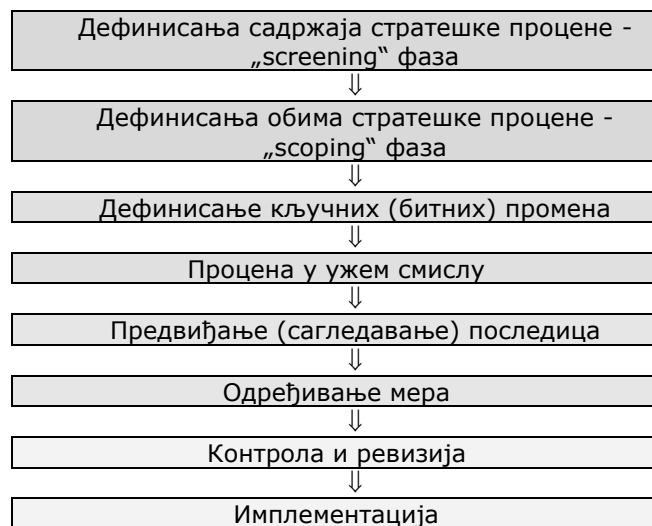 Дефинисања садржаја стратешке процене -
„screening“ фаза
⇓
Дефинисања обима стратешке процене -
„scoping“ фаза
⇓
Дефинисање кључних (битних) промена
⇓
Процена у ужем смислу
⇓
Предвиђање (сагледавање) последица
⇓
Одређивање мера
⇓
Контрола и ревизија
⇓
Имплементација